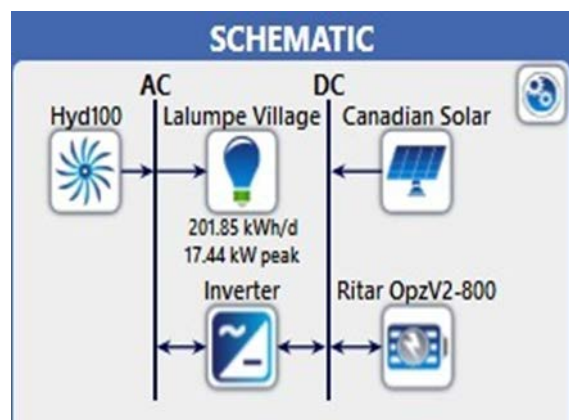 SCHEMATIC
AC DC
Hyd100 Lalumpe Village Canadian Solar
201.85 kWh/d
17.44 kW peak
Inverter Ritar OpzV2-800